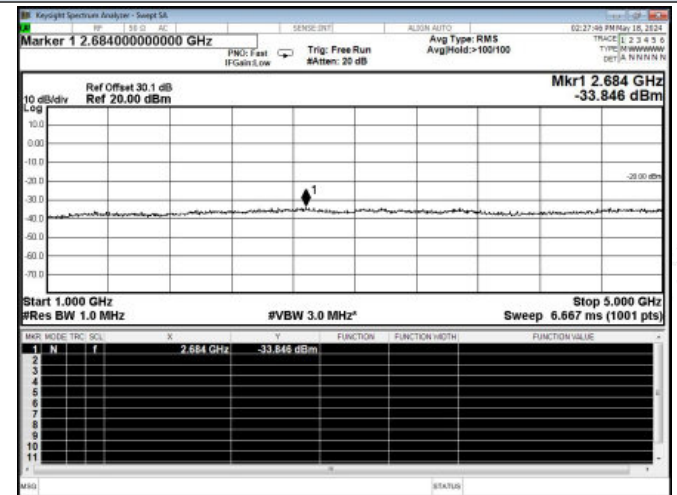 Keysight Spectrum Analyzer - Swept SA
RF 50 Ω AC SENSE:INT ALIGN AUTO 02:27:46 PM May 18, 2024
Marker 1 2.684000000000 GHz
PNO: Fast Trig: Free Run Avg Type: RMS TRACE 1 2 3 4 5 6
IFGain:Low #Atten: 20 dB Avg|Hold:>100/100 TYPE M WWWWW
DET A N N N N N
Ref Offset 30.1 dB Mkr1 2.684 GHz
10 dB/div Ref 20.00 dBm -33.846 dBm
Log
10.0
0.00
-10.0
-20.0 -20.00 dBm
-30.0 1
-40.0
-50.0
-60.0
-70.0
Start 1.000 GHz Stop 5.000 GHz
#Res BW 1.0 MHz #VBW 3.0 MHz* Sweep 6.667 ms (1001 pts)
MKR MODE TRC SCL X Y FUNCTION FUNCTION WIDTH FUNCTION VALUE
1 N f 2.684 GHz -33.846 dBm
2
3
4
5
6
7
8
9
10
11
MSG STATUS